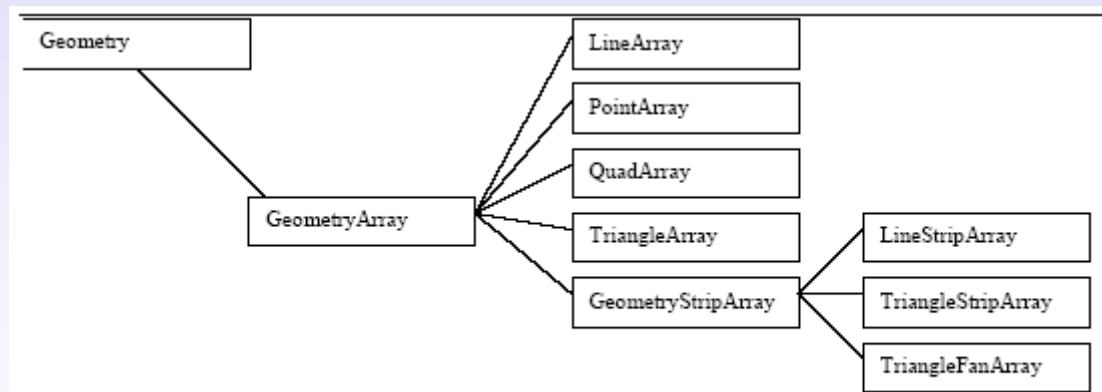 Geometry
LineArray
PointArray
QuadArray
GeometryArray
TriangleArray
LineStripArray
GeometryStripArray
TriangleStripArray
TriangleFanArray